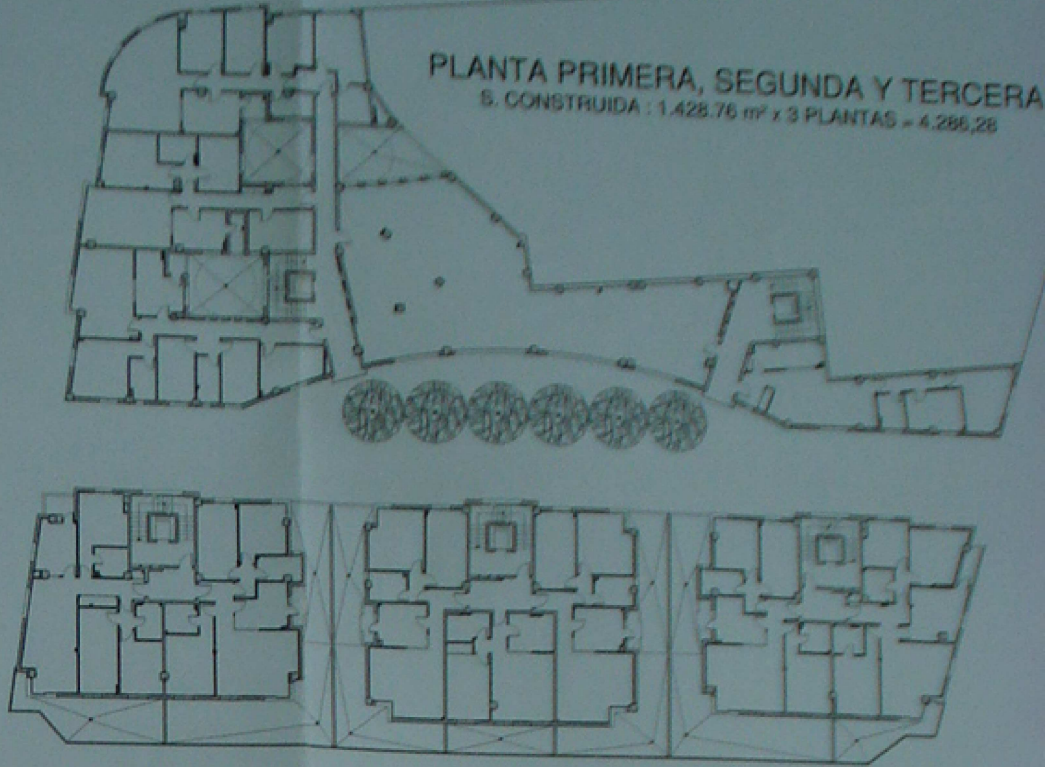 PLANTA PRIMERA, SEGUNDA Y TERCERA
S. CONSTRUIDA : 1.428.76 m² x 3 PLANTAS = 4.286,28